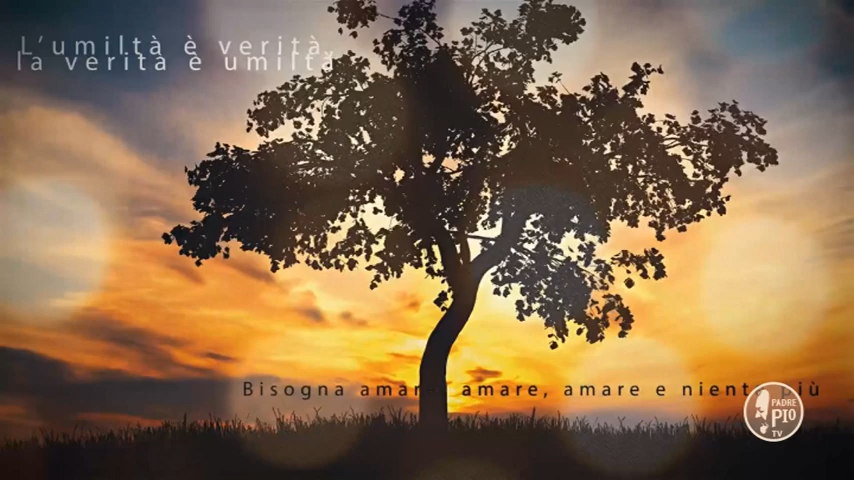 L'umiltà è verità,
la verità è umiltà
Bisogna amare, amare, amare e niente più
PADRE
PIO
TV